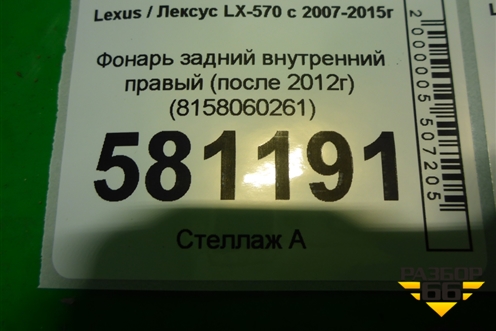 Lexus / Лексус LX-570 с 2007-2015г
Фонарь задний внутренний
правый (после 2012г)
(8158060261)
581191
Стеллаж А
2000005507205
РАЗБОР
66